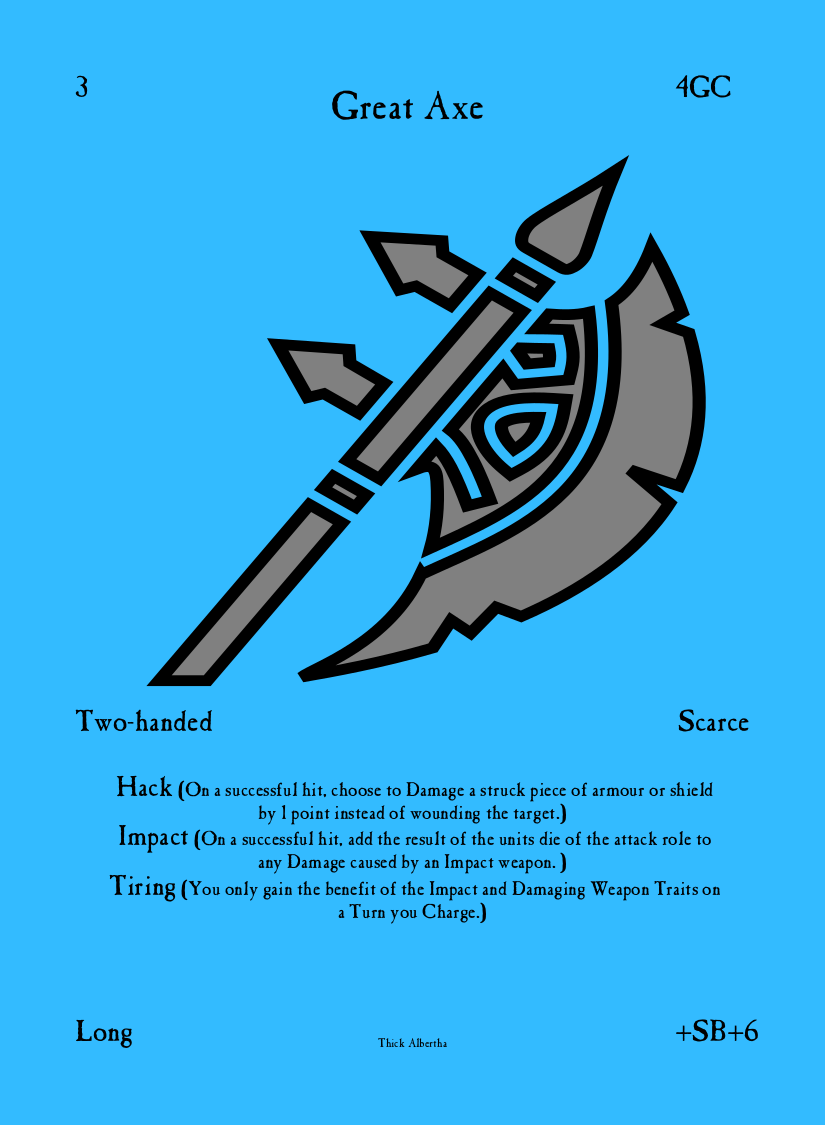 3
Great Axe
4GC
Two-handed
Scarce
Hack (On a successful hit, choose to Damage a struck piece of armour or shield
by 1 point instead of wounding the target.)
Impact (On a successful hit, add the result of the units die of the attack role to
any Damage caused by an Impact weapon. )
Tiring (You only gain the benefit of the Impact and Damaging Weapon Traits on
a Turn you Charge.)
Long
Thick Albertha
+SB+6